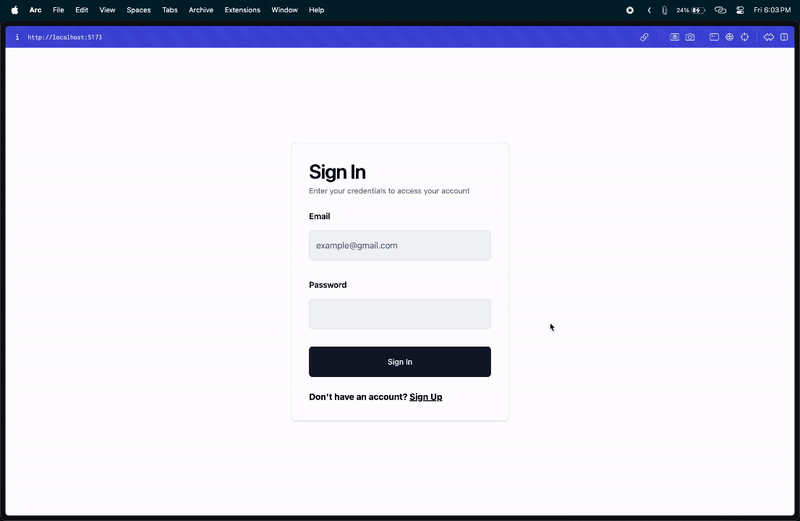 Arc File Edit View Spaces Tabs Archive Extensions Window Help 24% Fri 6:03 PM
http://localhost:5173
Sign In
Enter your credentials to access your account
Email
example@gmail.com
Password
Sign In
Don't have an account? Sign Up